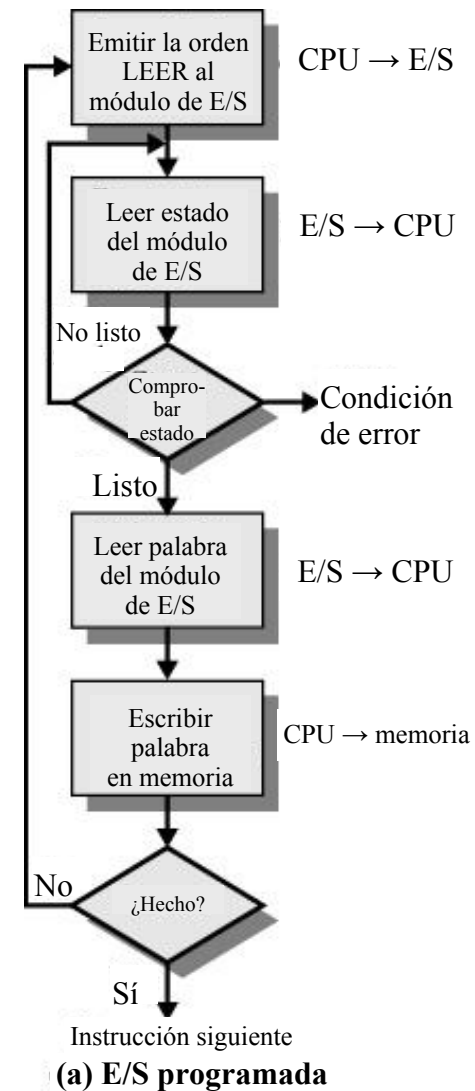 Emitir la orden
LEER al
módulo de E/S
CPU → E/S
Leer estado
del módulo
de E/S
E/S → CPU
No listo
Compro-
bar
estado
Condición
de error
Listo
Leer palabra
del módulo
de E/S
E/S → CPU
Escribir
palabra
en memoria
CPU → memoria
No
¿Hecho?
Sí
Instrucción siguiente
(a) E/S programada